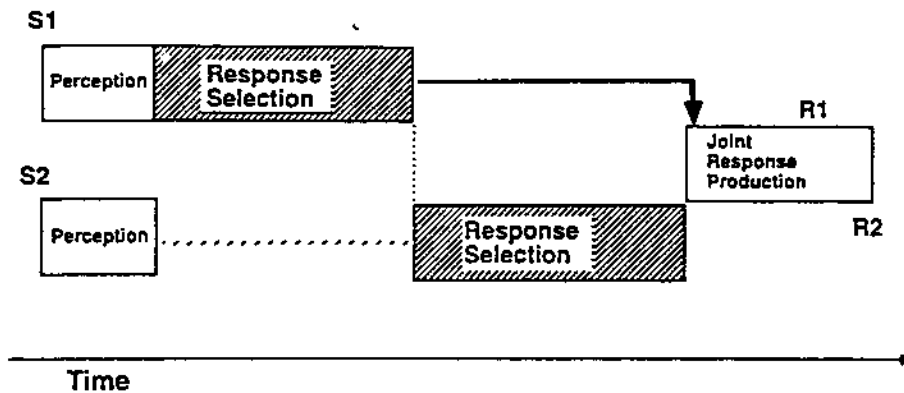 S1
Perception
Response
Selection
R1
Joint
Response
Production
S2
Perception
Response
Selection
R2
Time